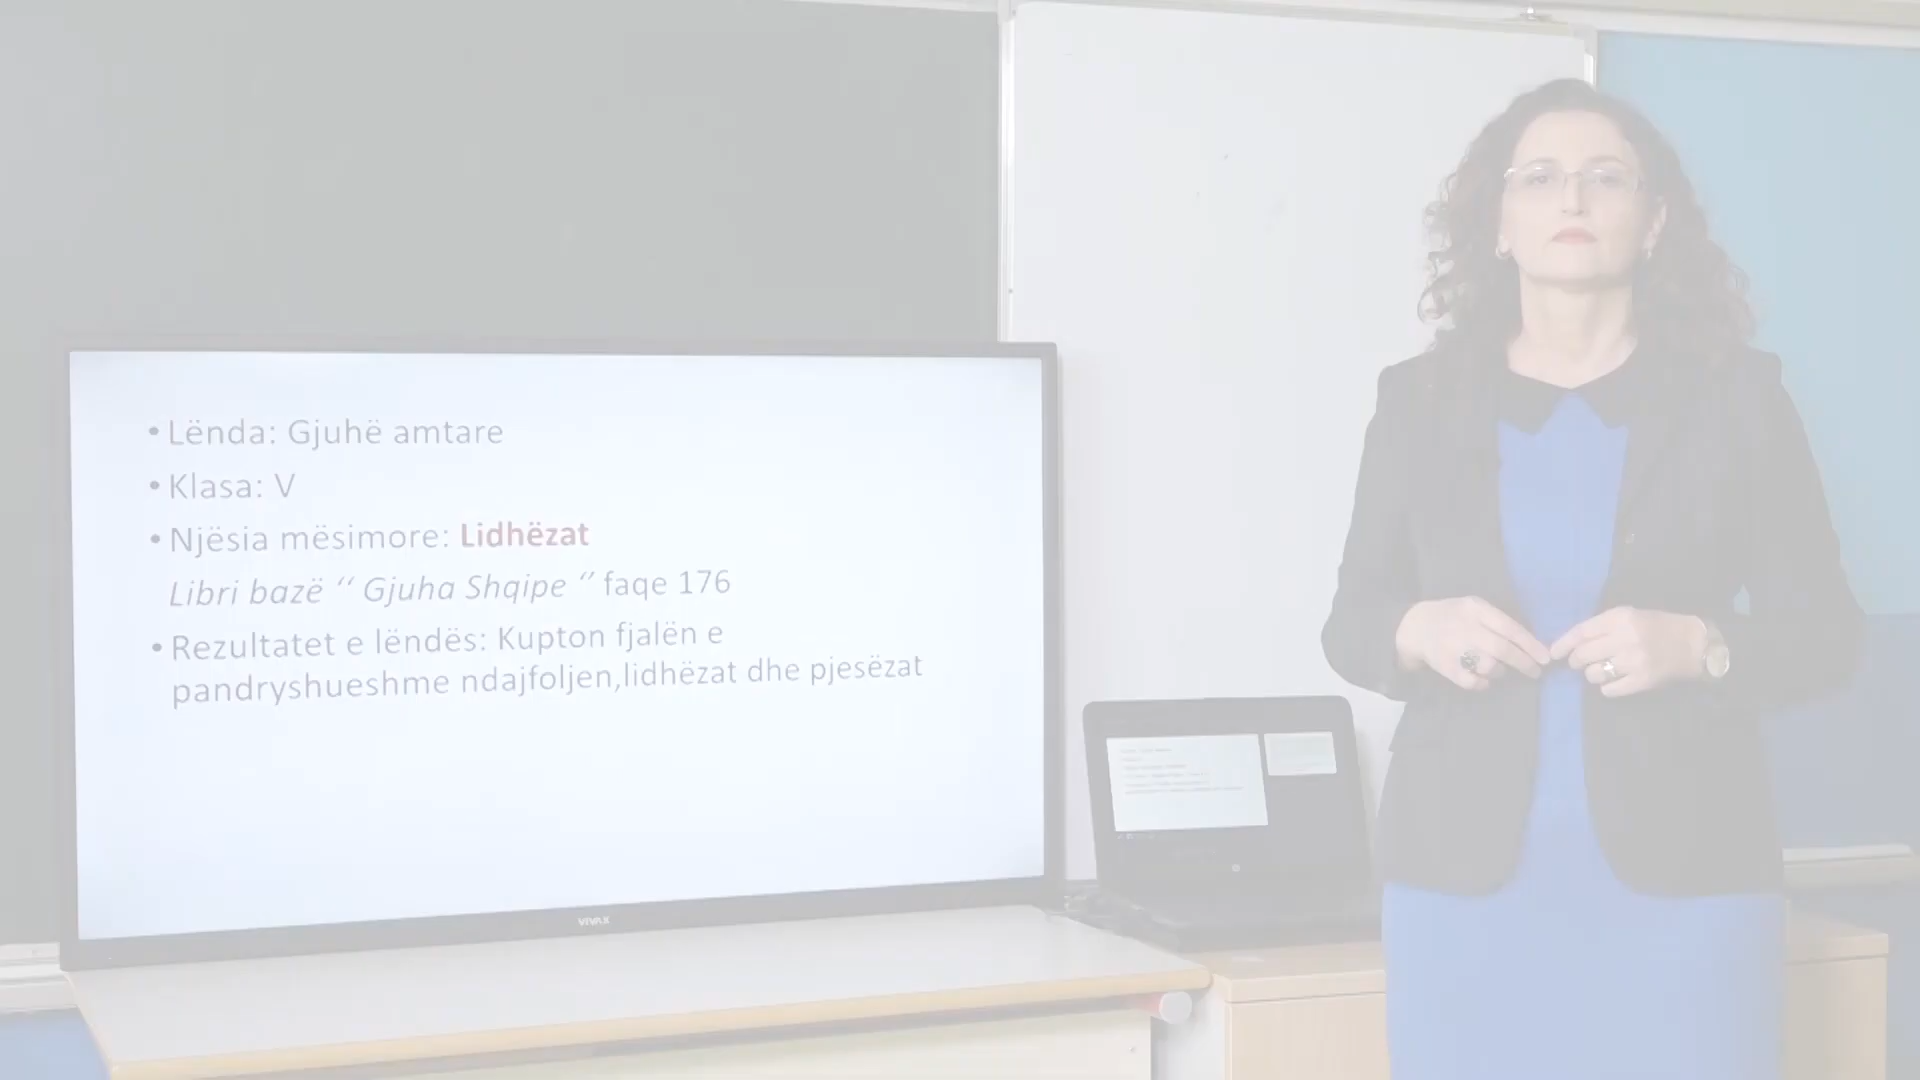 • Lënda: Gjuhë amtare
• Klasa: V
• Njësia mësimore: Lidhëzat
Libri bazë ‘‘ Gjuha Shqipe ’’ faqe 176
• Rezultatet e lëndës: Kupton fjalën e
pandryshueshme ndajfoljen,lidhëzat dhe pjesëzat
VIVAX